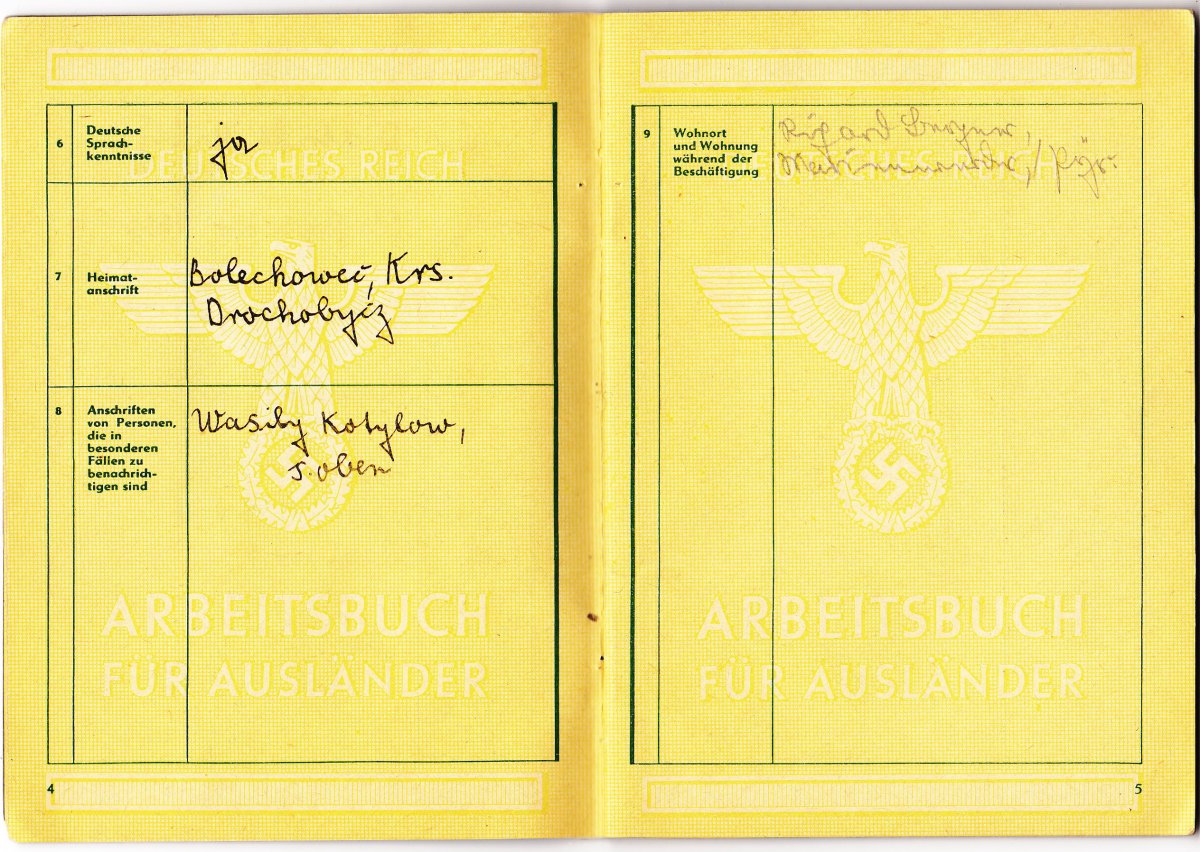 DEUTSCHES REICH
6 Deutsche
Sprach-
kenntnisse
ja
7 Heimat-
anschrift
Bolechowec, Krs.
Drochobycz
8 Anschriften
von Personen,
die in
besonderen
Fällen zu
benachrich-
tigen sind
Wasily Kotylow,
s. oben
ARBEITSBUCH
FÜR AUSLÄNDER
4
DEUTSCHES REICH
9 Wohnort
und Wohnung
während der
Beschäftigung
Richard
Marienwerder,
ARBEITSBUCH
FÜR AUSLÄNDER
5